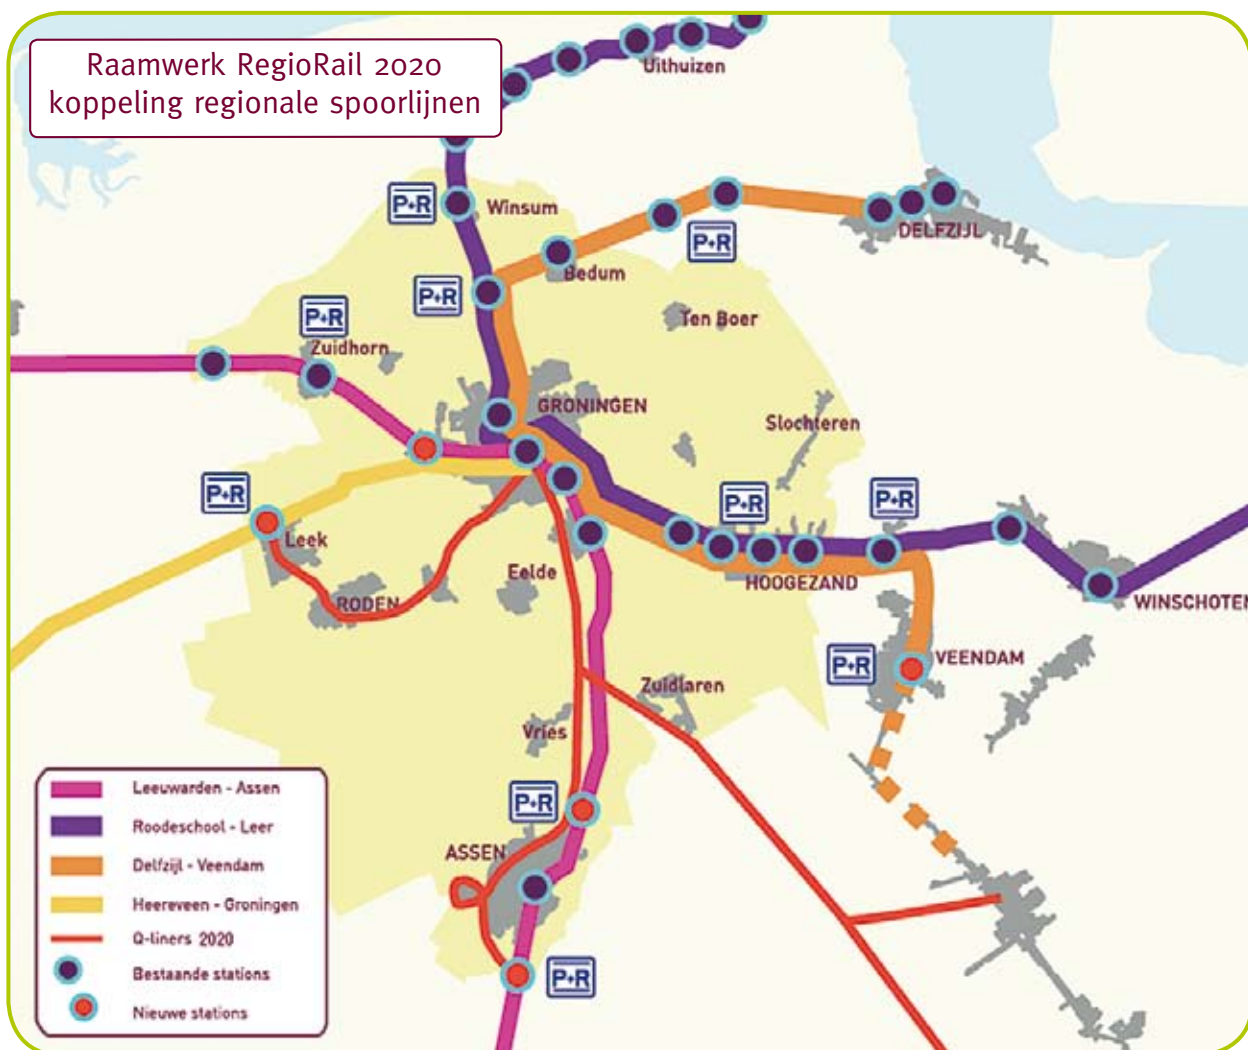 Raamwerk RegioRail 2020
koppeling regionale spoorlijnen
Uithuizen
P+R
Winsum
P+R
DELFZIJL
P+R
Bedum
P+R
Ten Boer
Zuidhorn
GRONINGEN
Slochteren
P+R
P+R
P+R
Leek
Eelde
HOOGEZAND
RODEN
WINSCHOTEN
P+R
VEENDAM
Zuidlaren
Vries
P+R
ASSEN
P+R
Leeuwarden - Assen
Roodeschool - Leer
Delfzijl - Veendam
Heereveen - Groningen
Q-liners 2020
Bestaande stations
Nieuwe stations